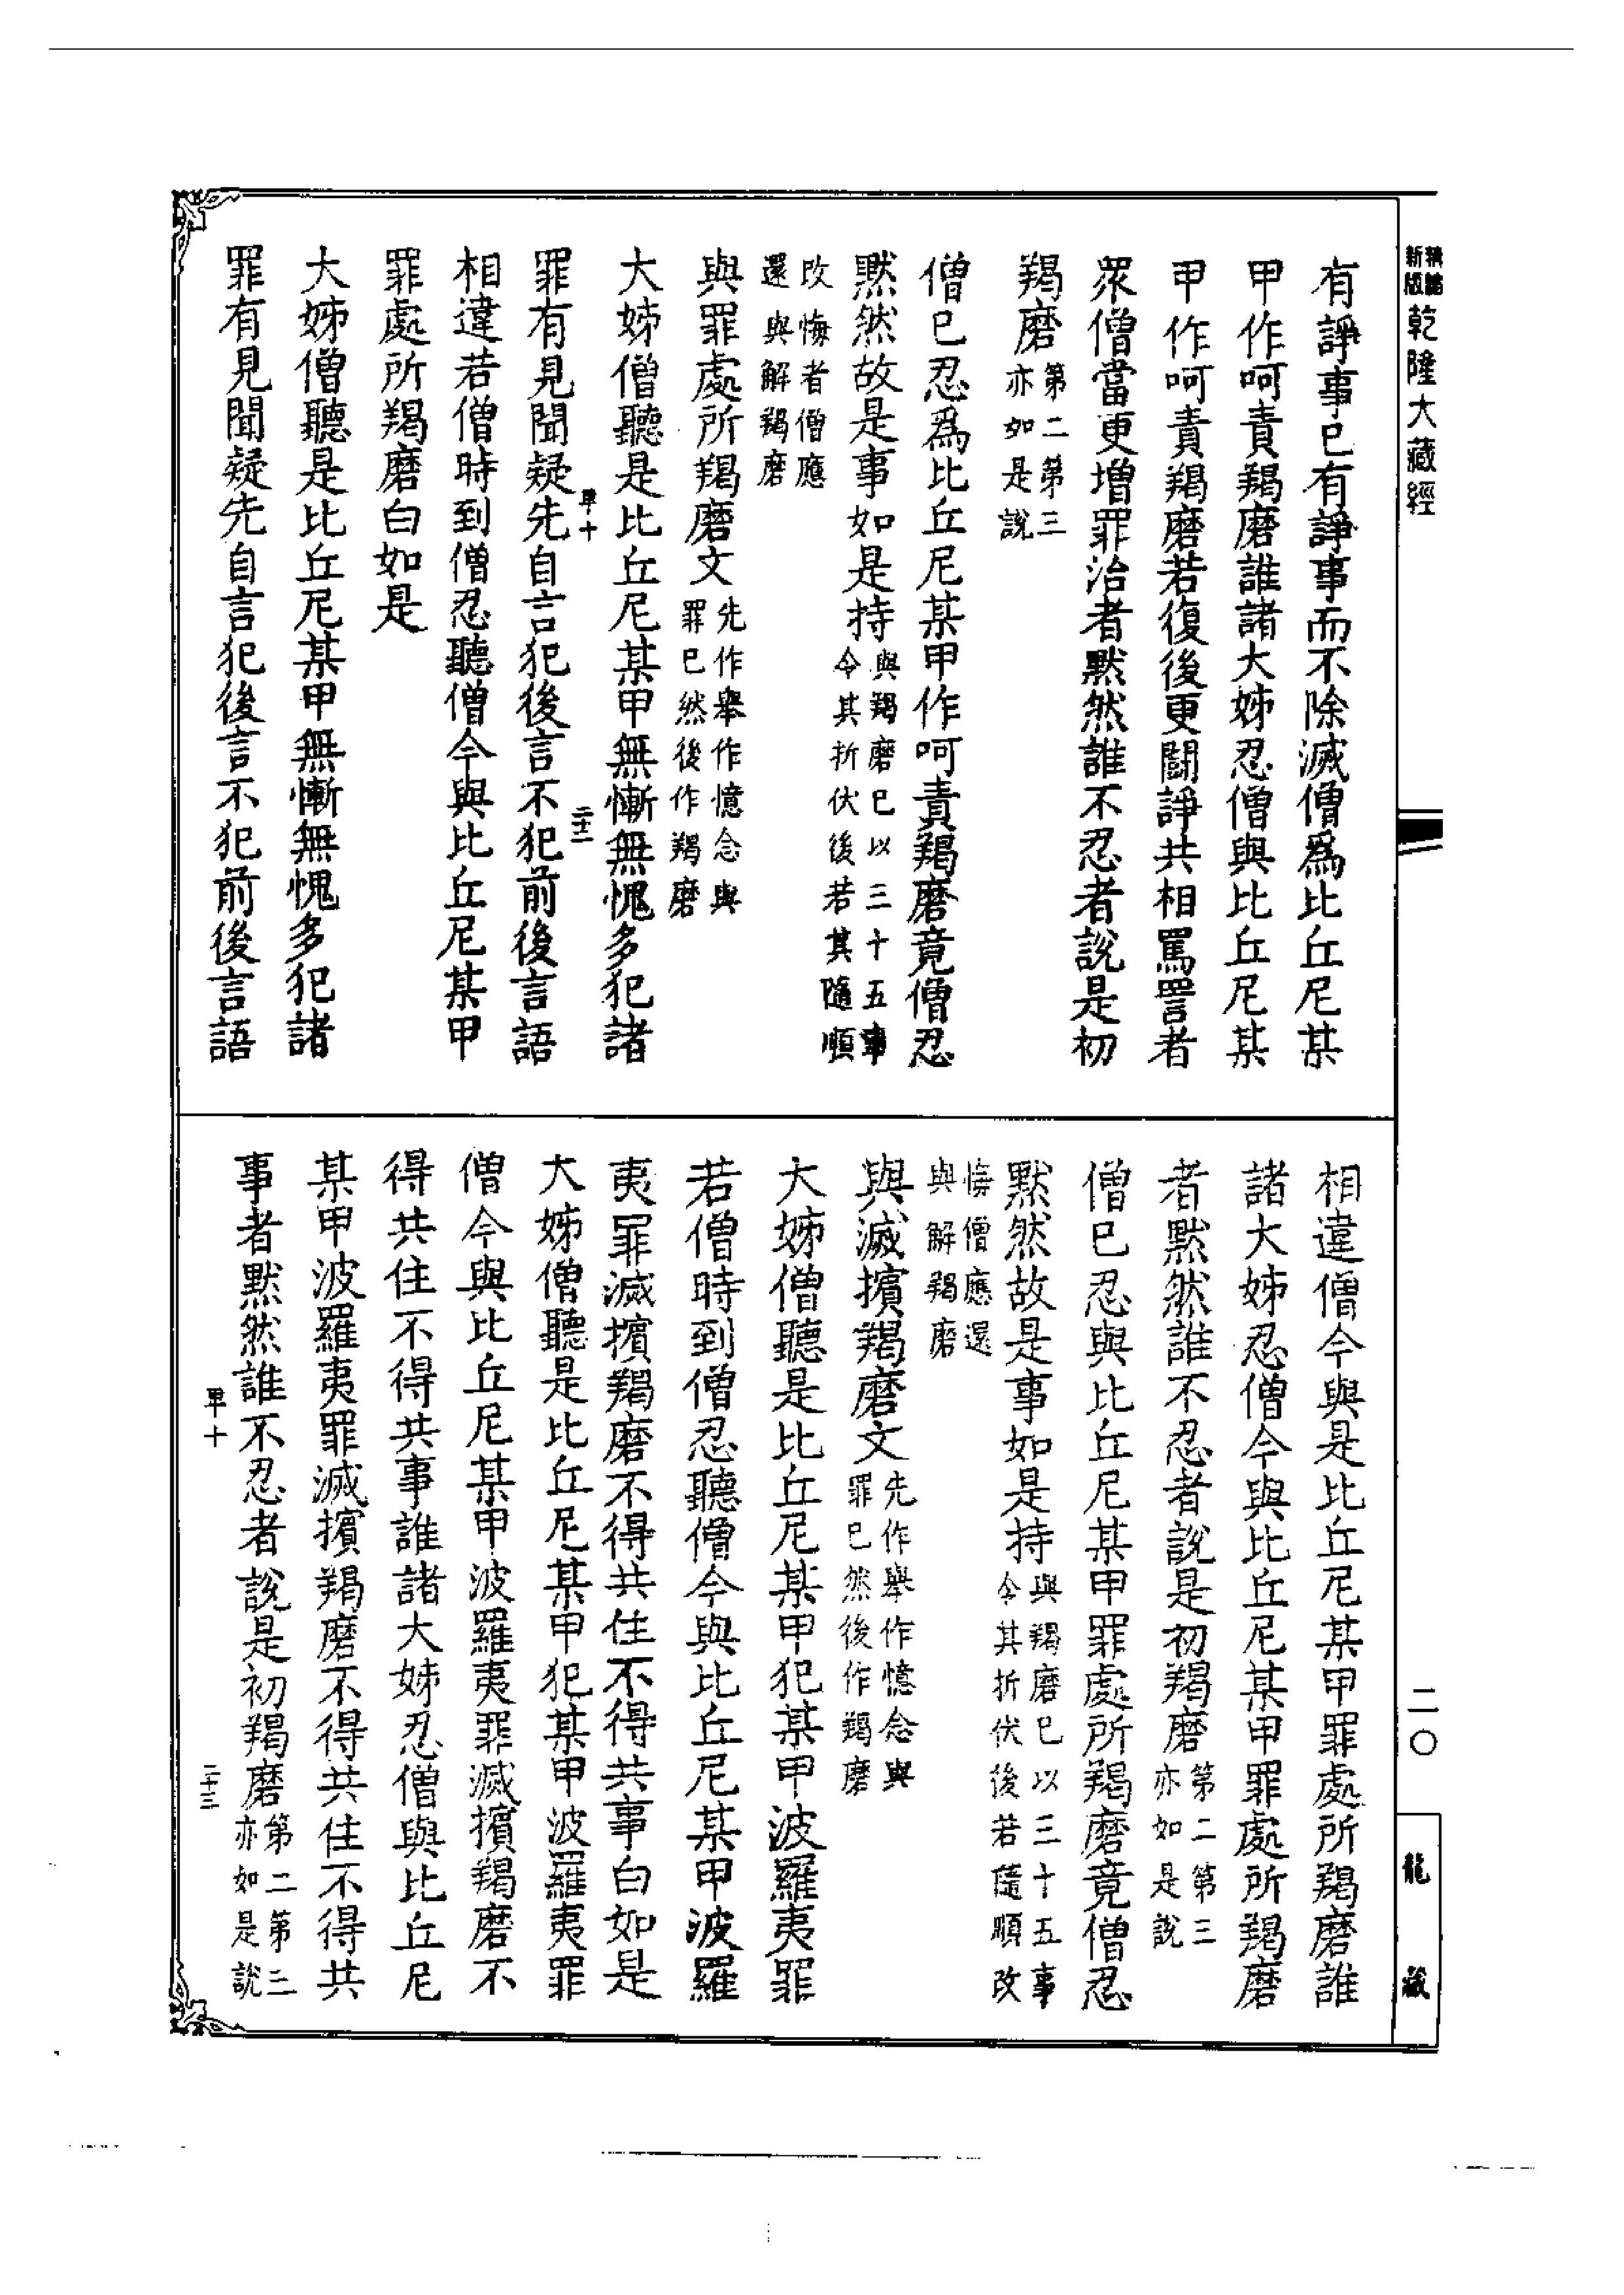 新版
乾隆大藏經
有諍事已有諍事而不除滅僧爲比丘尼某
甲作呵責羯磨誰諸大姊忍僧與比丘尼某
甲作呵責羯磨若復後更鬪諍共相罵詈者
衆僧當更增罪治者默然誰不忍者說是初
羯磨第二第三亦如是說
僧已忍爲比丘尼某甲作呵責羯磨竟僧忍
默然故是事如是持與羯磨已以三十五事令其折伏後若其隨順
改悔者僧應還與解羯磨
與罪處所羯磨文先作舉作憶念與罪已然後作羯磨
大姊僧聽是比丘尼某甲無慚無愧多犯諸
罪有見聞疑先自言犯後言不犯前後言語
相違若僧時到僧忍聽僧今與比丘尼某甲
罪處所羯磨白如是
大姊僧聽是比丘尼某甲無慚無愧多犯諸
罪有見聞疑先自言犯後言不犯前後言語
相違僧今與是比丘尼某甲罪處所羯磨誰
諸大姊忍僧今與比丘尼某甲罪處所羯磨
者默然誰不忍者說是初羯磨第二第三亦如是說
僧已忍與比丘尼某甲罪處所羯磨竟僧忍
默然故是事如是持與羯磨已以三十五事令其折伏後若隨順改
悔僧應還與解羯磨
與滅擯羯磨文先作舉作憶念與罪已然後作羯磨
大姊僧聽是比丘尼某甲犯某甲波羅夷罪
若僧時到僧忍聽僧今與比丘尼某甲波羅
夷罪滅擯羯磨不得共住不得共事白如是
大姊僧聽是比丘尼某甲犯某甲波羅夷罪
僧今與比丘尼某甲波羅夷罪滅擯羯磨不
得共住不得共事誰諸大姊忍僧與比丘尼
某甲波羅夷罪滅擯羯磨不得共住不得共
事者默然誰不忍者說是初羯磨第二第三亦如是說
二〇
龍藏